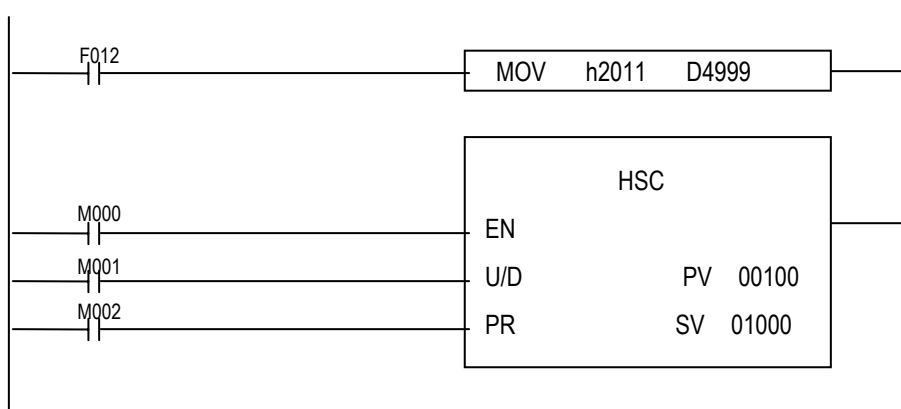 F012
MOV h2011 D4999
HSC
M000
EN
M001
U/D PV 00100
M002
PR SV 01000